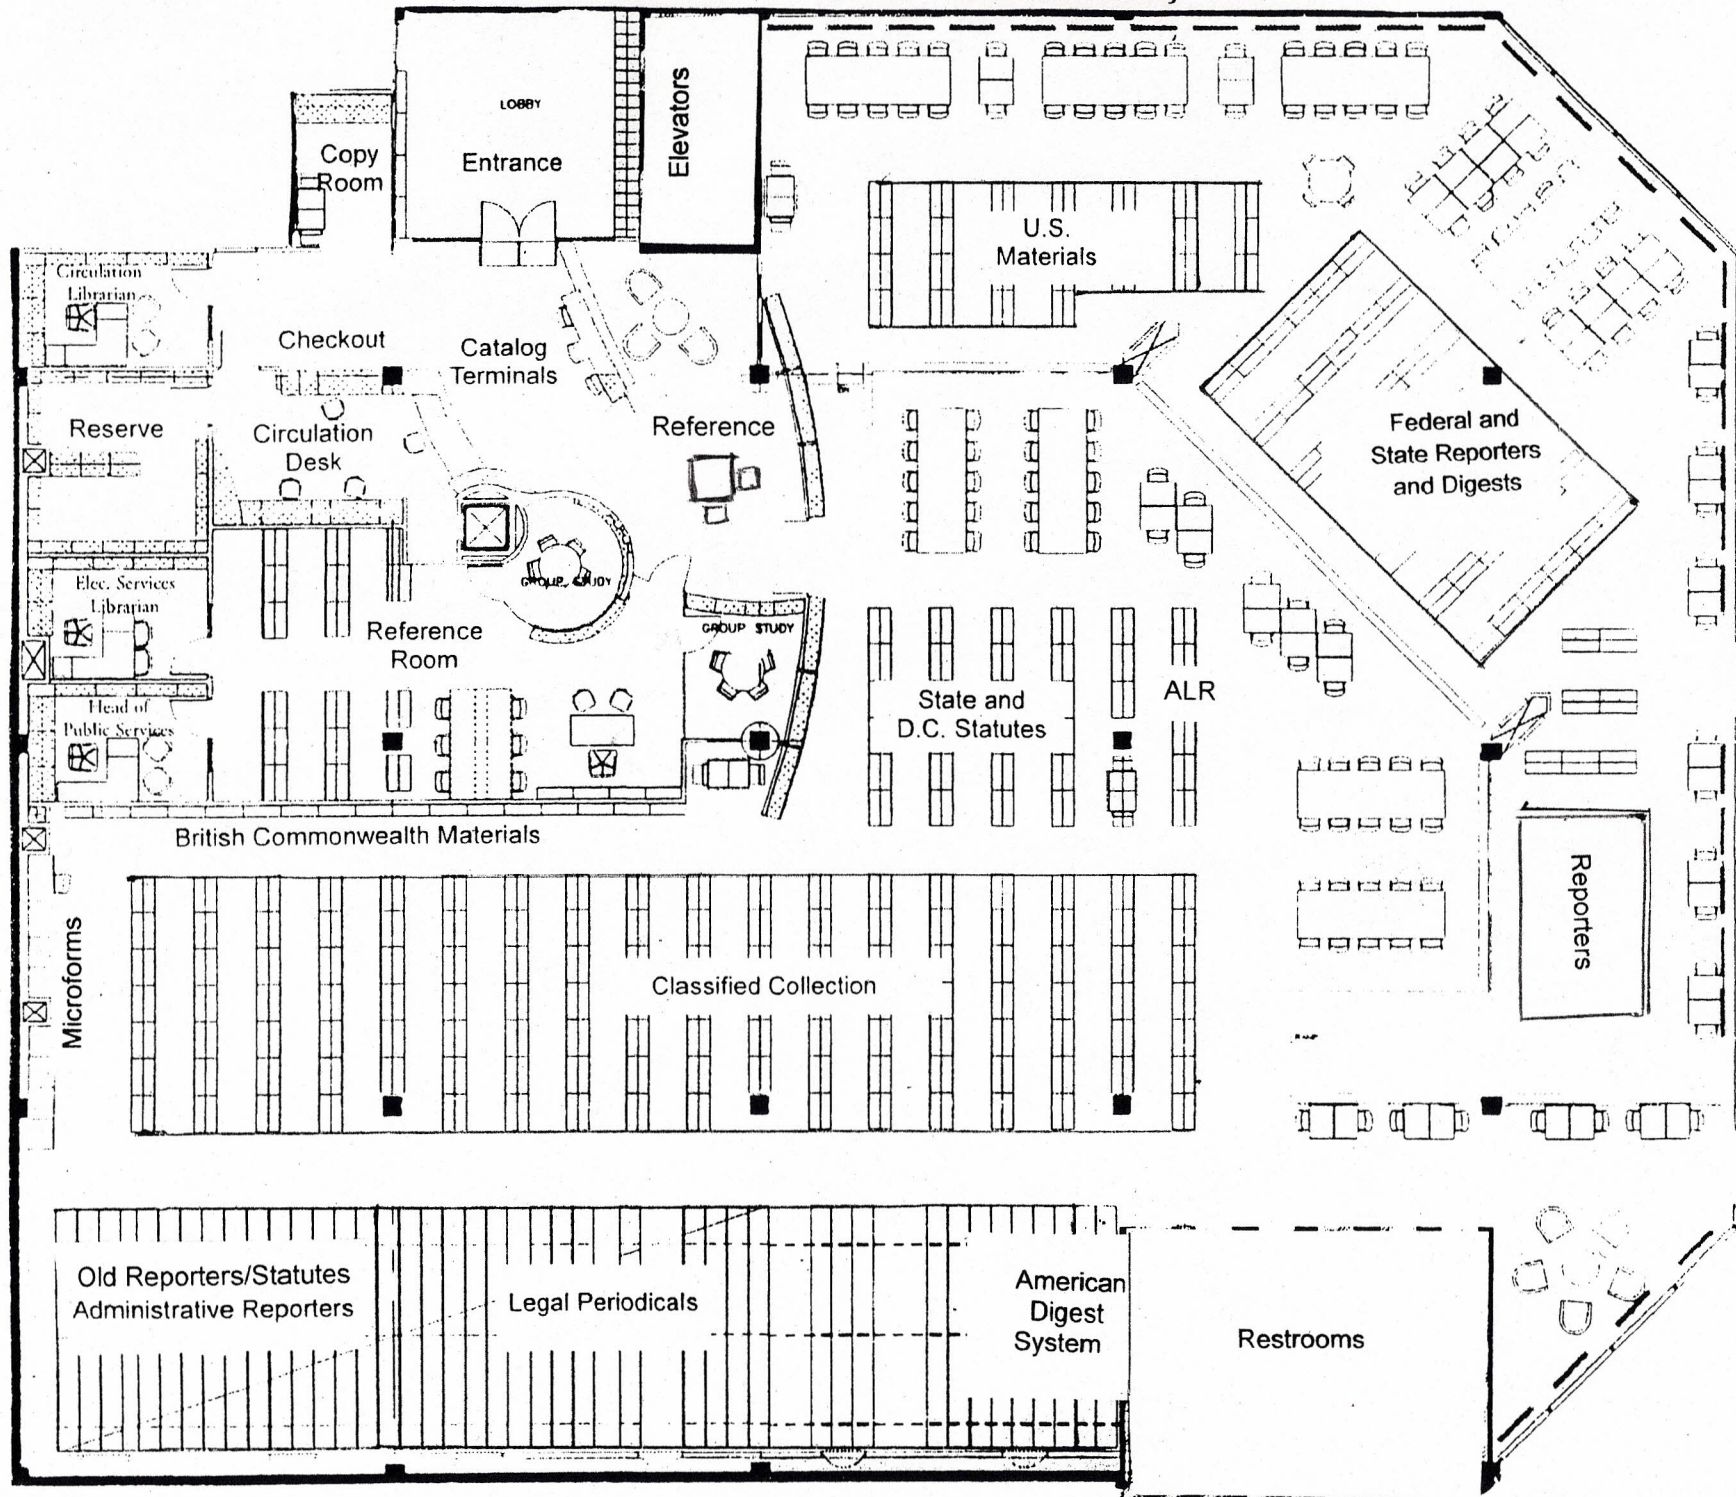 LOBBY
Entrance
Elevators
Copy
Room
U.S.
Materials
Circulation
Librarian
Checkout
Catalog
Terminals
Reserve
Circulation
Desk
Reference
Federal and
State Reporters
and Digests
Elec. Services
Librarian
GROUP STUDY
Reference
Room
GROUP STUDY
Head of
Public Services
State and
D.C. Statutes
ALR
British Commonwealth Materials
Reporters
Microforms
Classified Collection
Old Reporters/Statutes
Administrative Reporters
Legal Periodicals
American
Digest
System
Restrooms